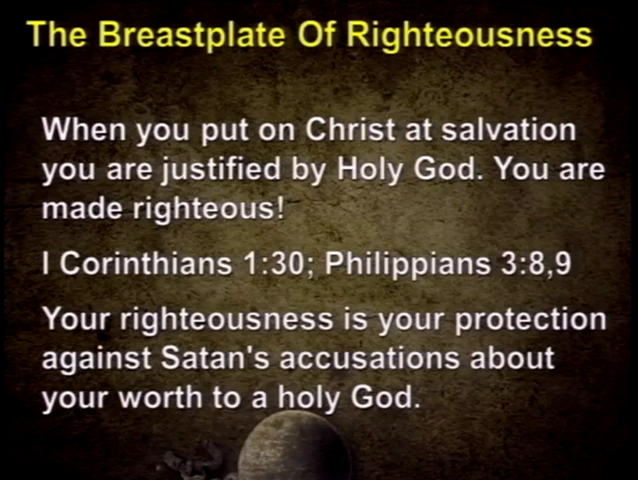 The Breastplate Of Righteousness
When you put on Christ at salvation
you are justified by Holy God. You are
made righteous!
I Corinthians 1:30; Philippians 3:8,9
Your righteousness is your protection
against Satan's accusations about
your worth to a holy God.